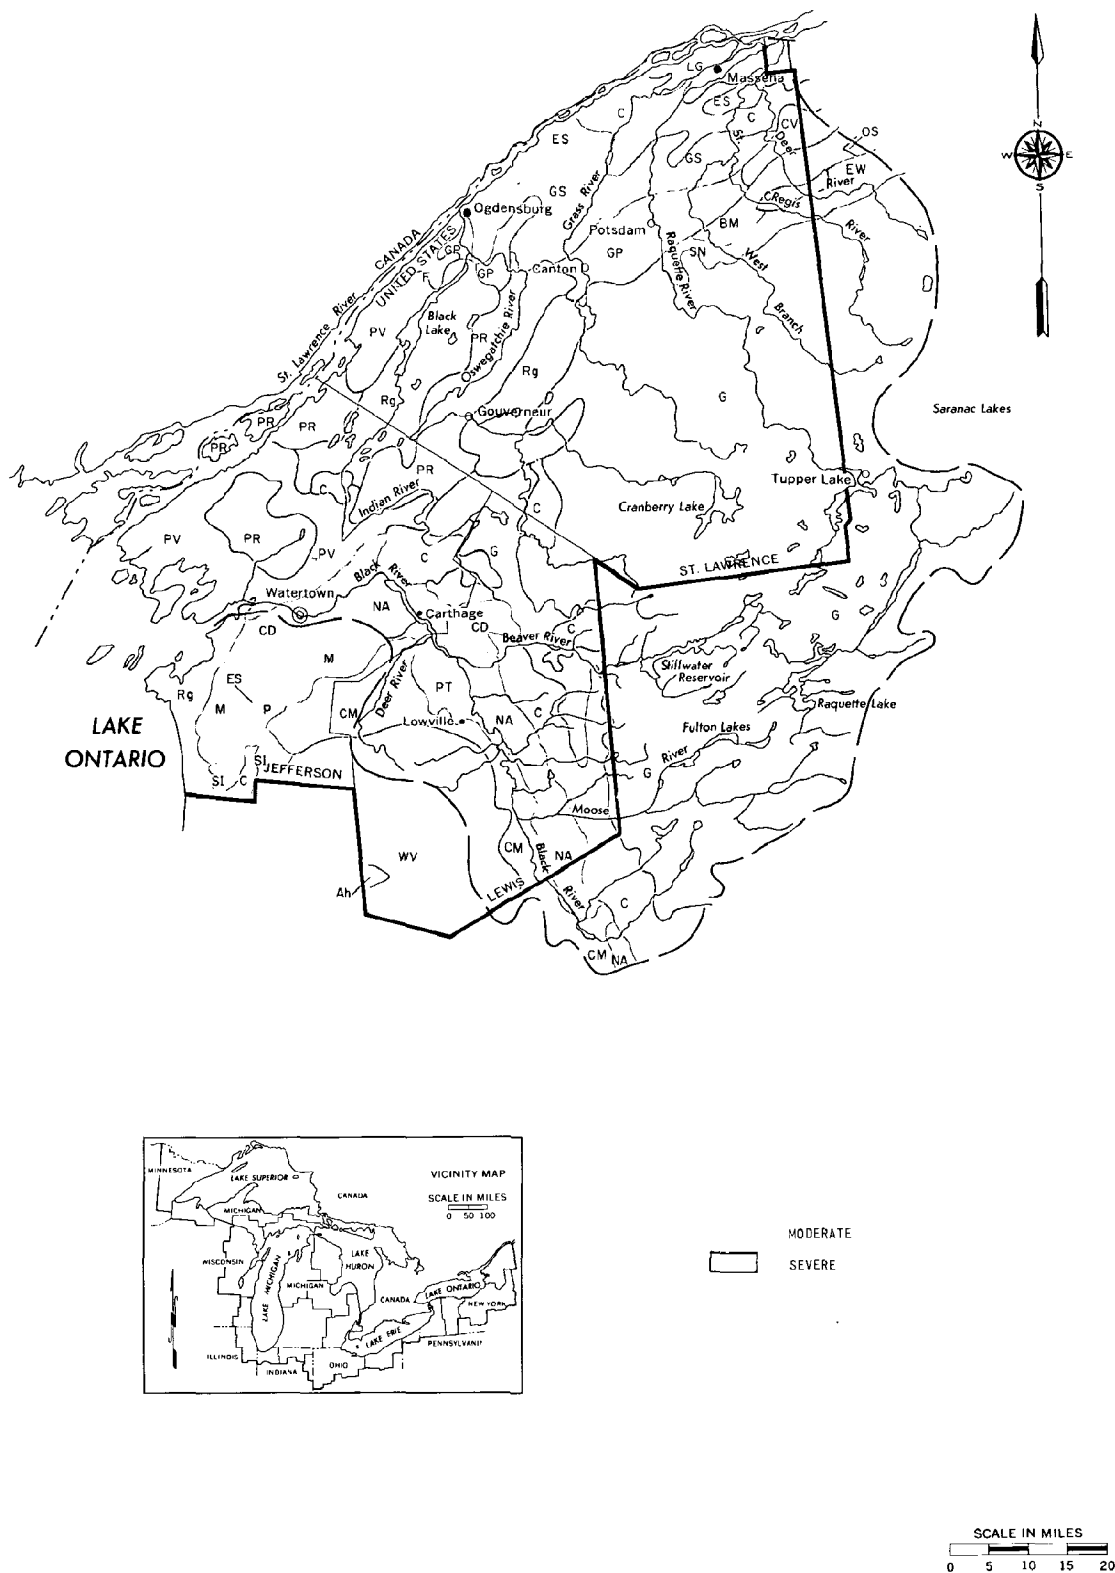 LG
Massena
C
ES
ES
C
St.
CV
Deer
OS
N
W E
S
GS
EW
River
GS
Grass River
C Regis
Ogdensburg
Potsdam
BM
River
CANADA
UNITED STATES
GP
GP
SN
West
F
GP
Canton
Raquette River
St. Lawrence River
PV
Black
Lake
Oswegatchie River
PR
Branch
Rg
Rg
G
Gouverneur
Saranac Lakes
PR
PR
PR
PR
Tupper Lake
C
Indian River
C
Cranberry Lake
PV
PR
PV
C
G
ST. LAWRENCE
Black River
Watertown
NA
Carthage
CD
CD
C
G
Beaver River
M
Stillwater
Reservoir
Deer River
ES
Rg
M
P
CM
PT
Raquette Lake
LAKE
ONTARIO
Lowville
NA
C
Fulton Lakes
River
SI
SI
C
JEFFERSON
G
Moose
WV
CM
Black
River
NA
Ah
LEWIS
C
CM
NA
VICINITY MAP
MINNESOTA
LAKE SUPERIOR
CANADA
SCALE IN MILES
0 50 100
MICHIGAN
WISCONSIN
LAKE MICHIGAN
LAKE
HURON
MICHIGAN
CANADA
LAKE ONTARIO
NEW YORK
LAKE ERIE
PENNSYLVANIA
ILLINOIS
INDIANA
OHIO
MODERATE
SEVERE
SCALE IN MILES
0 5 10 15 20